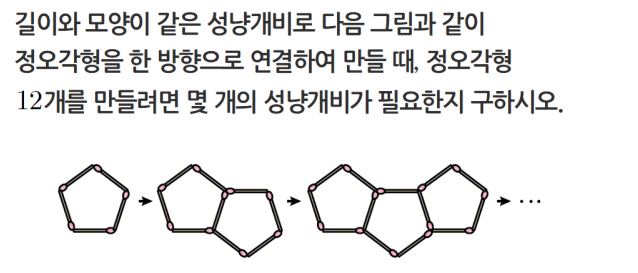 길이와 모양이 같은 성냥개비로 다음 그림과 같이
정오각형을 한 방향으로 연결하여 만들 때, 정오각형
12개를 만들려면 몇 개의 성냥개비가 필요한지 구하시오.
…